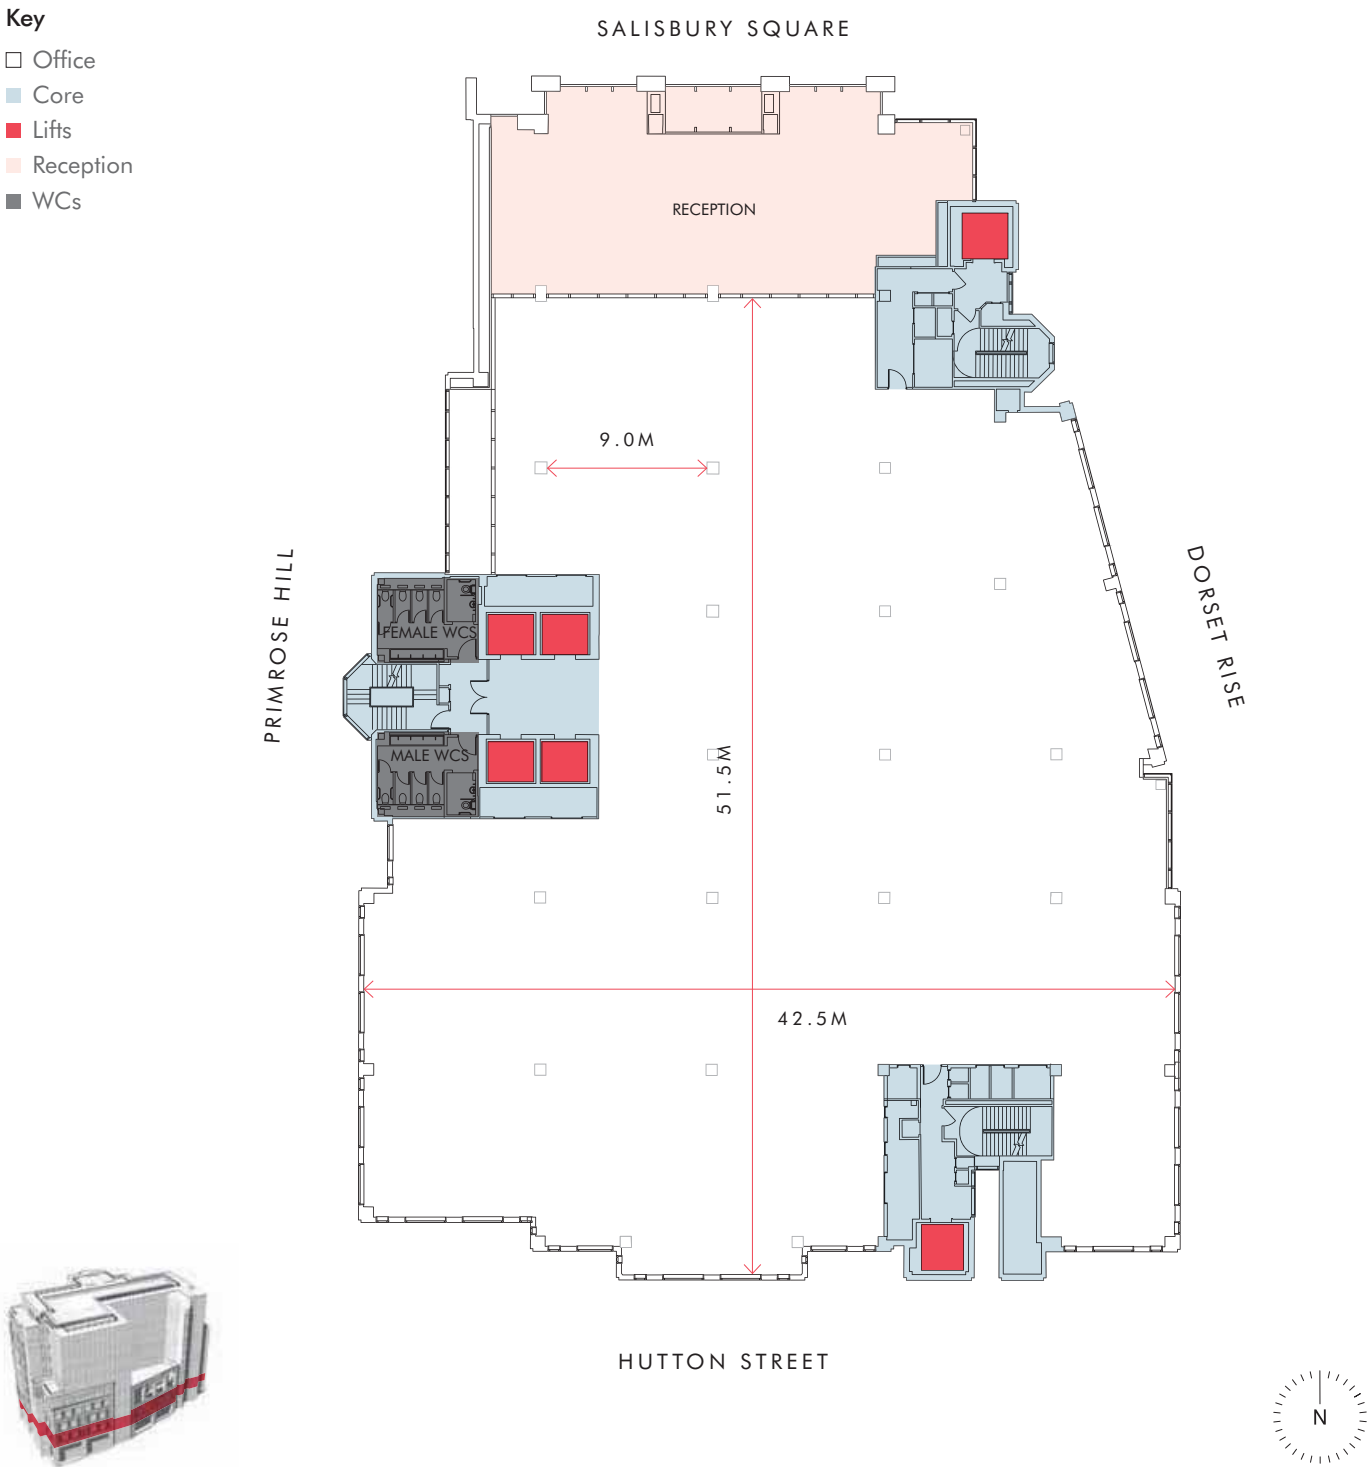 Key
Office
Core
Lifts
Reception
WCs
SALISBURY SQUARE
RECEPTION
9.0M
PRIMROSE HILL
DORSET RISE
FEMALE WCS
MALE WCS
51.5M
42.5M
HUTTON STREET
N